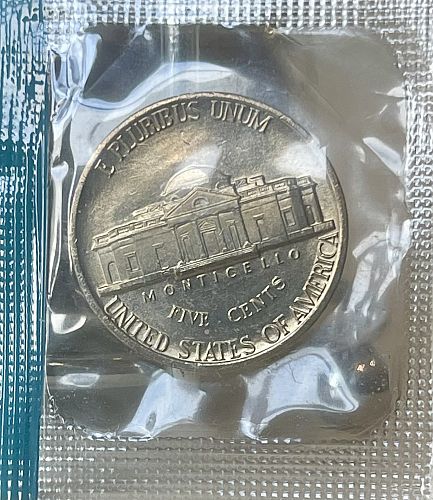 E PLURIBUS UNUM
MONTICELLO
FIVE CENTS
UNITED STATES OF AMERICA